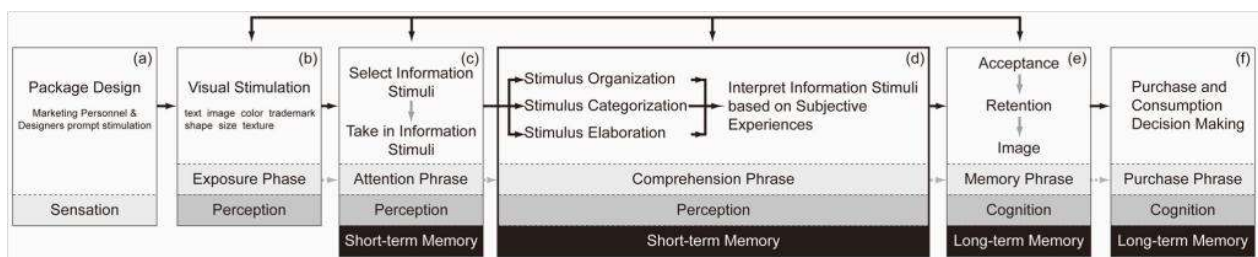 (a)
Package Design
Marketing Personnel &
Designers prompt stimulation
Sensation
(b)
Visual Stimulation
text image color trademark
shape size texture
Exposure Phase
Perception
(c)
Select Information
Stimuli
Take in Information
Stimuli
Attention Phrase
Perception
Short-term Memory
(d)
Stimulus Organization
Stimulus Categorization
Stimulus Elaboration
Interpret Information Stimuli
based on Subjective
Experiences
Comprehension Phrase
Perception
Short-term Memory
(e)
Acceptance
Retention
Image
Memory Phrase
Cognition
Long-term Memory
(f)
Purchase and
Consumption
Decision Making
Purchase Phrase
Cognition
Long-term Memory